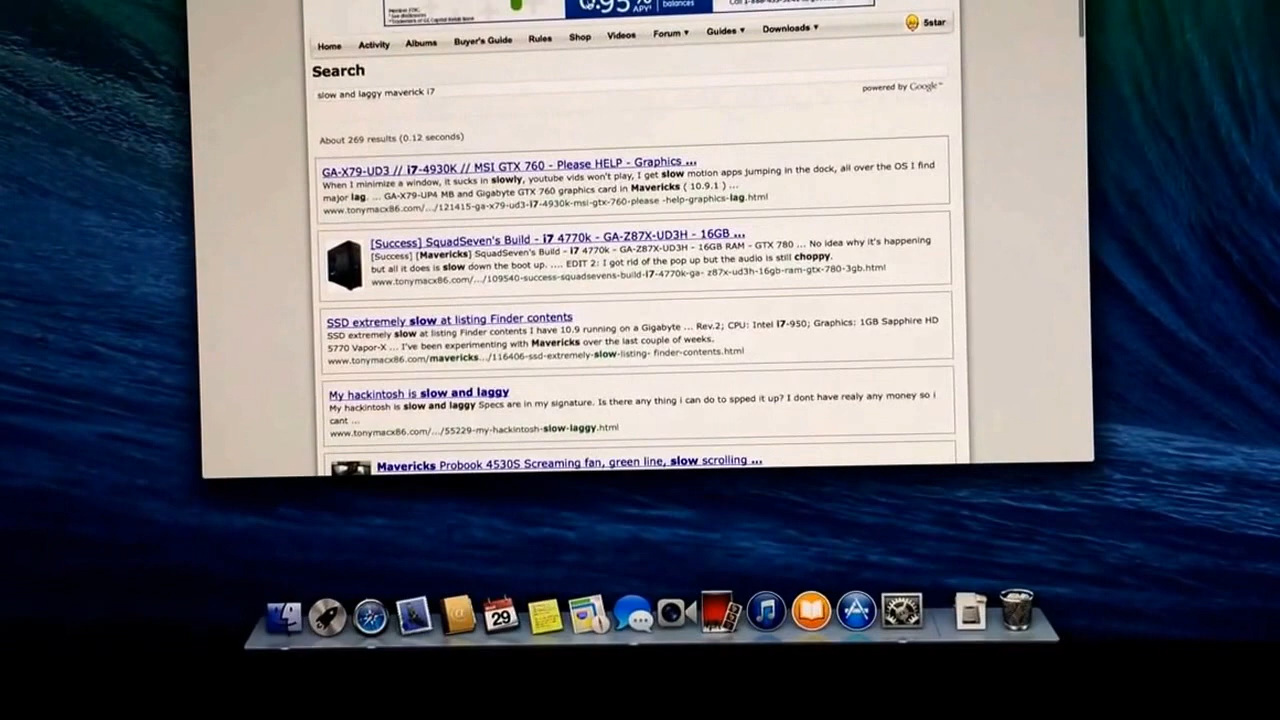 0.95% APY
balances
Home Activity Albums Buyer's Guide Rules Shop Videos Forum ▾ Guides ▾ Downloads ▾ 5star
Search
slow and laggy maverick i7
powered by Google™
About 269 results (0.12 seconds)
GA-X79-UD3 // i7-4930K // MSI GTX 760 - Please HELP - Graphics ...
When I minimize a window, it sucks in slowly, youtube vids won't play, I get slow motion apps jumping in the dock, all over the OS I find
major lag. ... GA-X79-UP4 MB and Gigabyte GTX 760 graphics card in Mavericks ( 10.9.1 ) ...
www.tonymacx86.com/.../121415-ga-x79-ud3-i7-4930k-msi-gtx-760-please -help-graphics-lag.html
[Success] SquadSeven's Build - i7 4770k - GA-Z87X-UD3H - 16GB ...
[Success] [Mavericks] SquadSeven's Build - i7 4770k - GA-Z87X-UD3H - 16GB RAM - GTX 780 ... No idea why it's happening
but all it does is slow down the boot up. .... EDIT 2: I got rid of the pop up but the audio is still choppy.
www.tonymacx86.com/.../109540-success-squadsevens-build-i7-4770k-ga- z87x-ud3h-16gb-ram-gtx-780-3gb.html
SSD extremely slow at listing Finder contents
SSD extremely slow at listing Finder contents I have 10.9 running on a Gigabyte ... Rev.2; CPU: Intel i7-950; Graphics: 1GB Sapphire HD
5770 Vapor-X ... I've been experimenting with Mavericks over the last couple of weeks.
www.tonymacx86.com/mavericks.../116406-ssd-extremely-slow-listing- finder-contents.html
My hackintosh is slow and laggy
My hackintosh is slow and laggy Specs are in my signature. Is there any thing i can do to spped it up? I dont have realy any money so i
cant ...
www.tonymacx86.com/.../55229-my-hackintosh-slow-laggy.html
Mavericks Probook 4530S Screaming fan, green line, slow scrolling ...
29